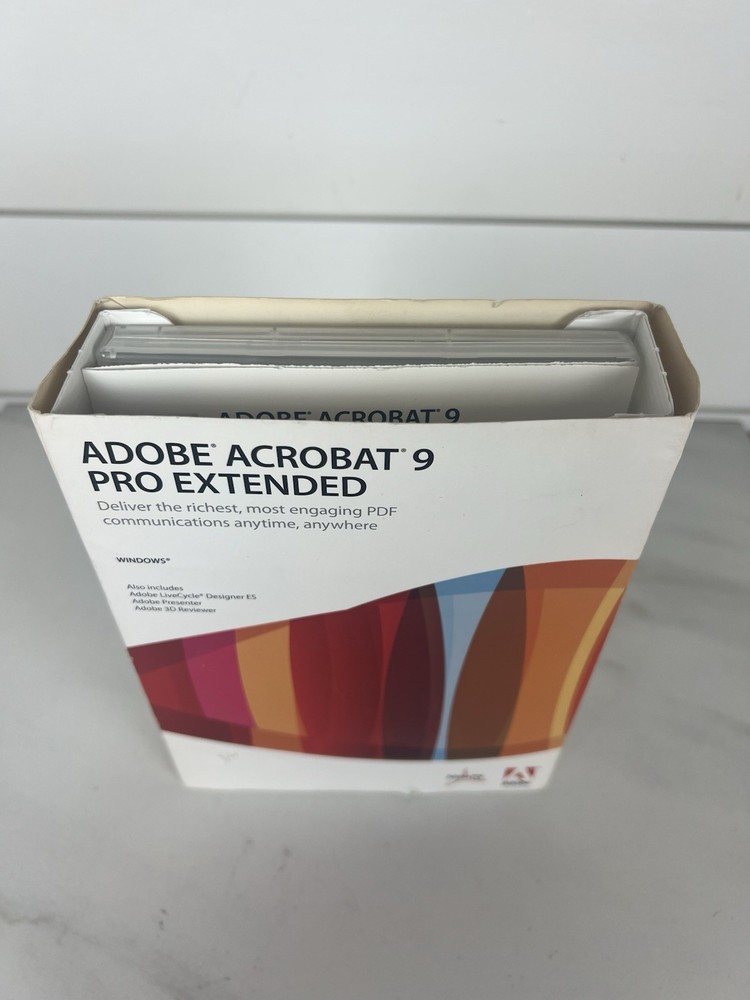 ADOBE® ACROBAT® 9
ADOBE® ACROBAT® 9
PRO EXTENDED
Deliver the richest, most engaging PDF
communications anytime, anywhere
WINDOWS®
Also includes
Adobe LiveCycle® Designer ES
Adobe Presenter
Adobe 3D Reviewer
Adobe